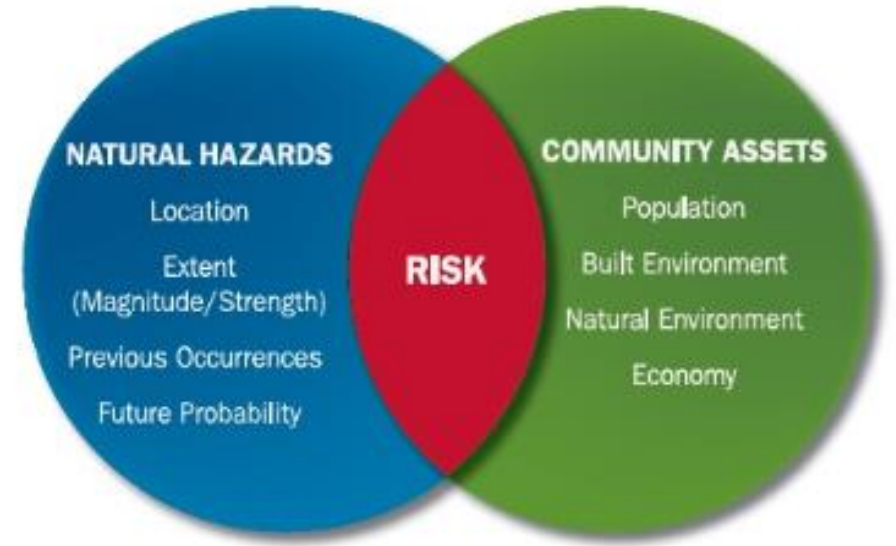 NATURAL HAZARDS
Location
Extent
(Magnitude/Strength)
Previous Occurrences
Future Probability
RISK
COMMUNITY ASSETS
Population
Built Environment
Natural Environment
Economy